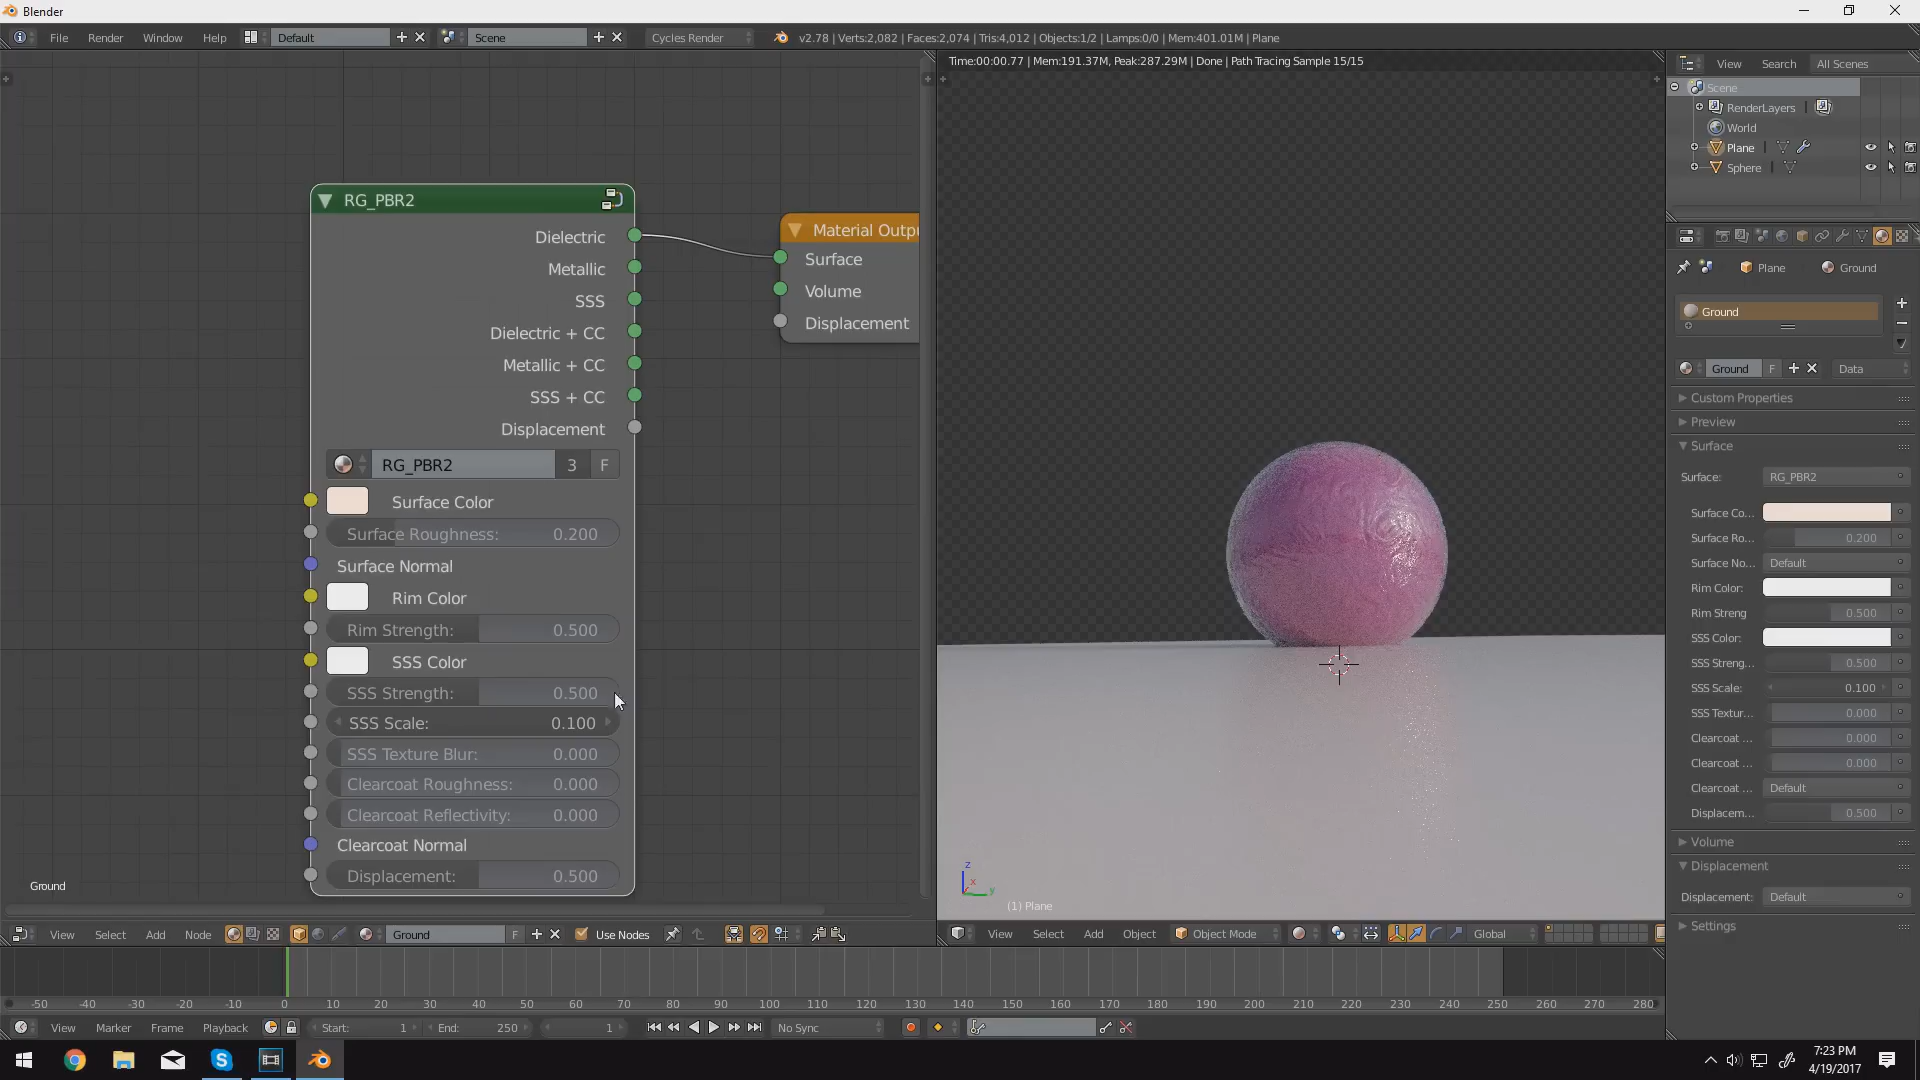 Blender
File Render Window Help Default Scene Cycles Render v2.78 | Verts:2,082 | Faces:2,074 | Tris:4,012 | Objects:1/2 | Lamps:0/0 | Mem:401.01M | Plane
Time:00:00.77 | Mem:191.37M, Peak:287.29M | Done | Path Tracing Sample 15/15
View Search All Scenes
Scene
RenderLayers
World
Plane
Sphere
RG_PBR2
Dielectric
Metallic
SSS
Dielectric + CC
Metallic + CC
SSS + CC
Displacement
RG_PBR2 3 F
Surface Color
Surface Roughness: 0.200
Surface Normal
Rim Color
Rim Strength: 0.500
SSS Color
SSS Strength: 0.500
SSS Scale: 0.100
SSS Texture Blur: 0.000
Clearcoat Roughness: 0.000
Clearcoat Reflectivity: 0.000
Clearcoat Normal
Displacement: 0.500
Material Outpu
Surface
Volume
Displacement
Ground
z
x
y
(1) Plane
Plane Ground
Ground
Ground F Data
Custom Properties
Preview
Surface
Surface: RG_PBR2
Surface Co...
Surface Ro... 0.200
Surface No... Default
Rim Color:
Rim Streng 0.500
SSS Color:
SSS Streng... 0.500
SSS Scale: 0.100
SSS Textur... 0.000
Clearcoat ... 0.000
Clearcoat ... 0.000
Clearcoat ... Default
Displacem... 0.500
Volume
Displacement
Displacement: Default
Settings
View Select Add Node Ground F Use Nodes
View Select Add Object Object Mode Global
-50 -40 -30 -20 -10 0 10 20 30 40 50 60 70 80 90 100 110 120 130 140 150 160 170 180 190 200 210 220 230 240 250 260 270 280
View Marker Frame Playback Start: 1 End: 250 1 No Sync
7:23 PM
4/19/2017